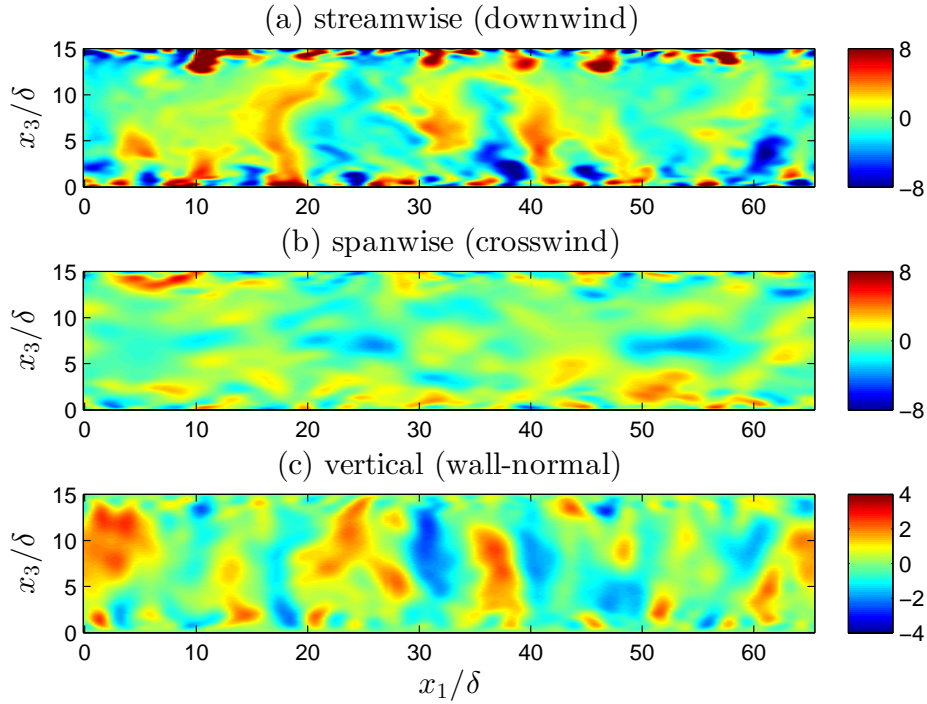 (a) streamwise (downwind)
x₃/δ
15
10
5
0
0 10 20 30 40 50 60
8
0
−8
(b) spanwise (crosswind)
x₃/δ
15
10
5
0
0 10 20 30 40 50 60
8
0
−8
(c) vertical (wall-normal)
x₃/δ
15
10
5
0
0 10 20 30 40 50 60
4
2
0
−2
−4
x₁/δ